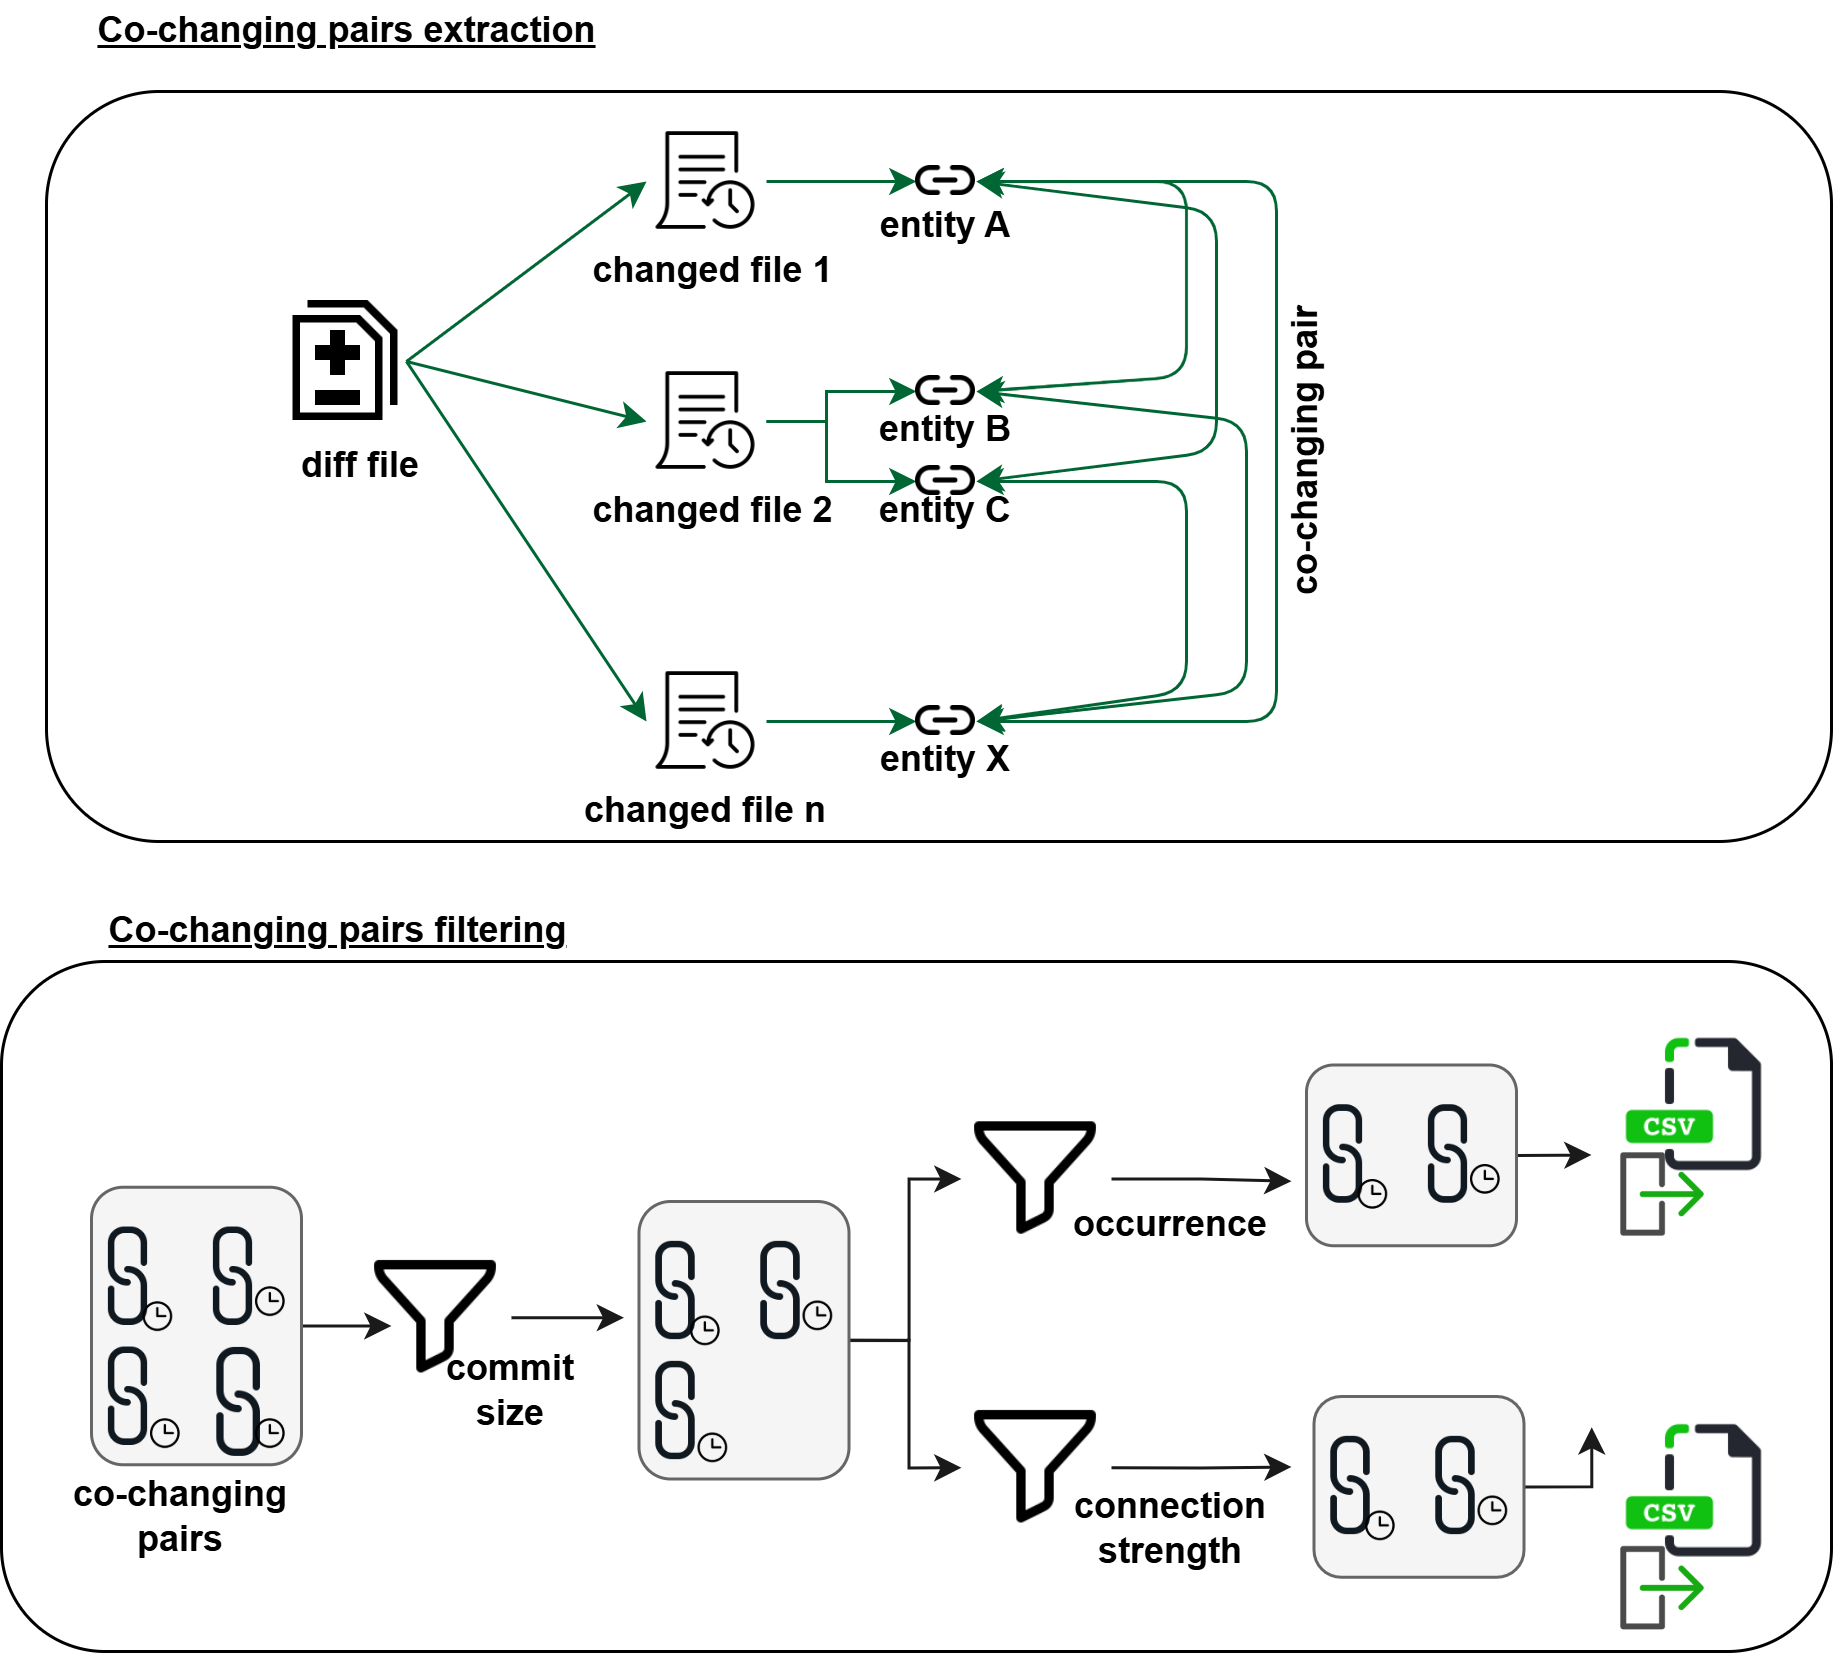 Co-changing pairs extraction
entity A
changed file 1
diff file
entity B
changed file 2
entity C
co-changing pair
entity X
changed file n
Co-changing pairs filtering
co-changing
pairs
commit
size
occurrence
CSV
connection
strength
CSV